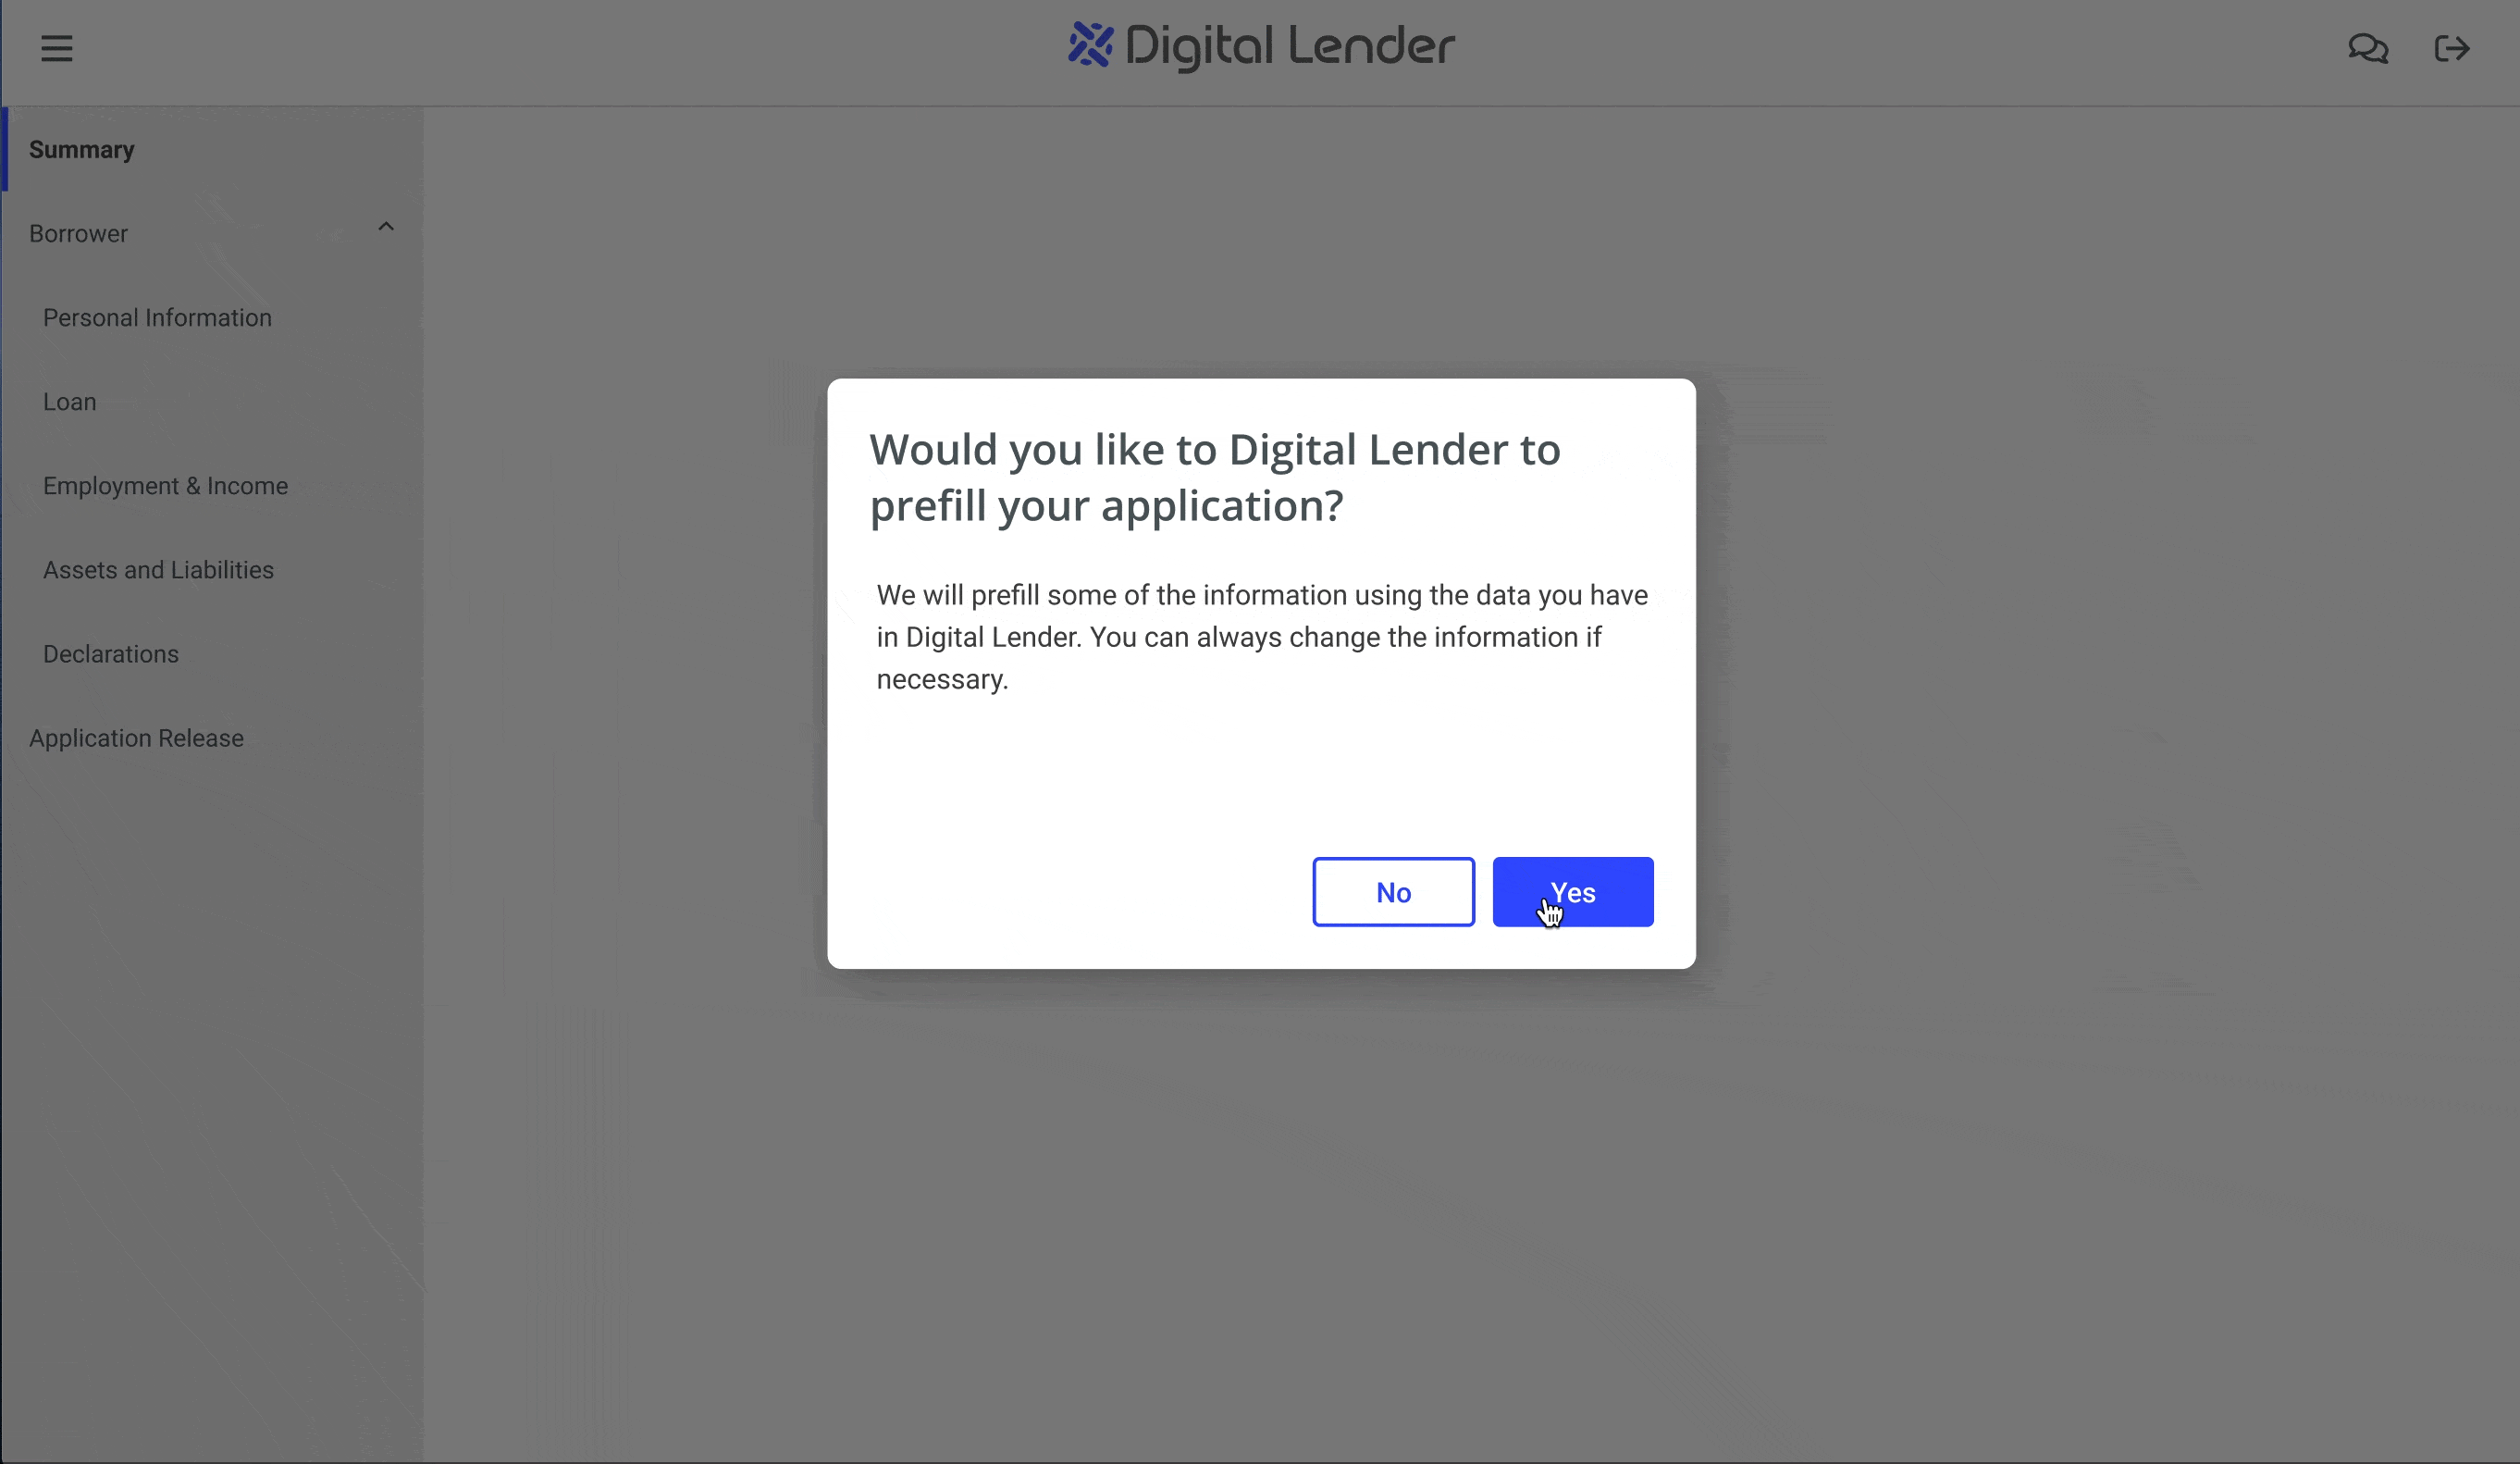 Digital Lender
Summary
Borrower
Personal Information
Loan
Employment & Income
Assets and Liabilities
Declarations
Application Release
Would you like to Digital Lender to
prefill your application?
We will prefill some of the information using the data you have
in Digital Lender. You can always change the information if
necessary.
No
Yes